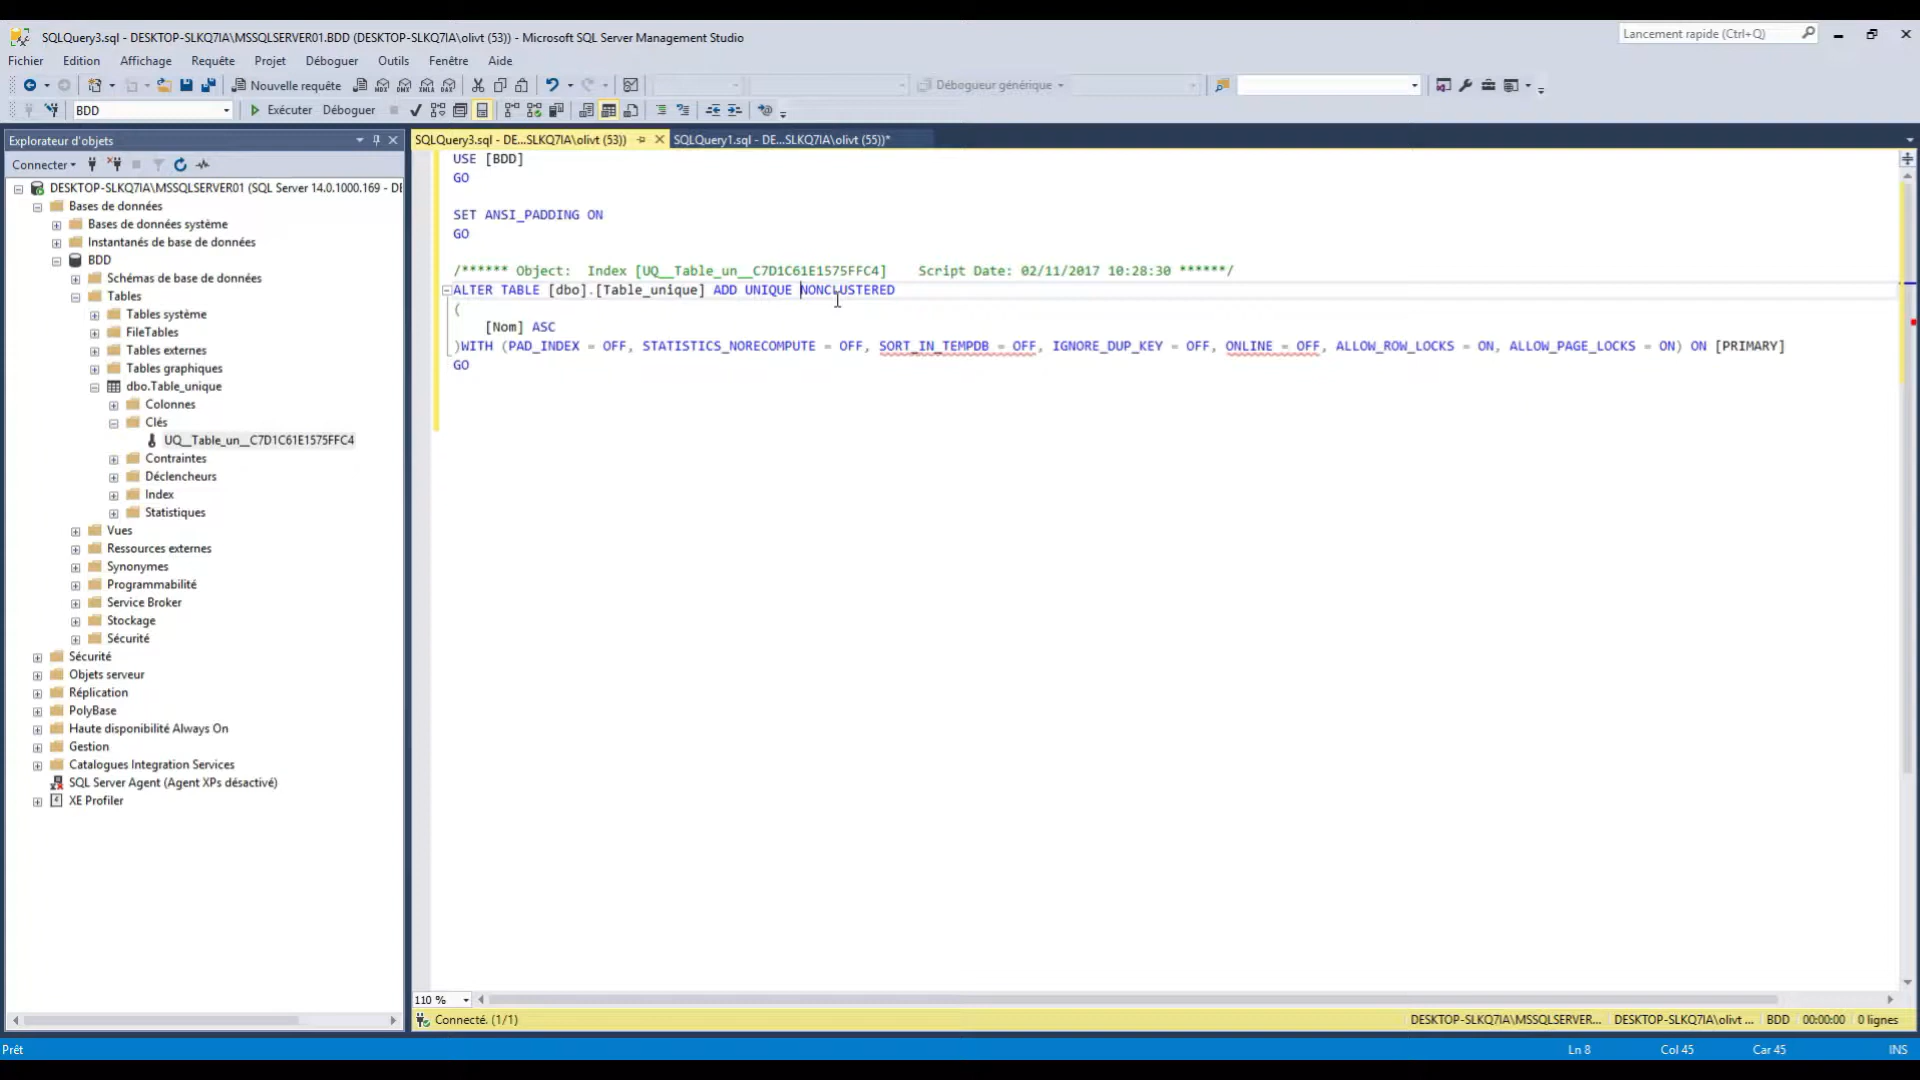 SQLQuery3.sql - DESKTOP-SLKQ7IA\MSSQLSERVER01.BDD (DESKTOP-SLKQ7IA\olivt (53)) - Microsoft SQL Server Management Studio
Lancement rapide (Ctrl+Q)
Fichier Edition Affichage Requête Projet Déboguer Outils Fenêtre Aide
Nouvelle requête
Débogueur générique
BDD
Exécuter Déboguer
Explorateur d'objets
SQLQuery3.sql - DE...SLKQ7IA\olivt (53))
SQLQuery1.sql - DE...SLKQ7IA\olivt (55))*
Connecter
DESKTOP-SLKQ7IA\MSSQLSERVER01 (SQL Server 14.0.1000.169 - DE
Bases de données
Bases de données système
Instantanés de base de données
BDD
Schémas de base de données
Tables
Tables système
FileTables
Tables externes
Tables graphiques
dbo.Table_unique
Colonnes
Clés
UQ__Table_un__C7D1C61E1575FFC4
Contraintes
Déclencheurs
Index
Statistiques
Vues
Ressources externes
Synonymes
Programmabilité
Service Broker
Stockage
Sécurité
Sécurité
Objets serveur
Réplication
PolyBase
Haute disponibilité Always On
Gestion
Catalogues Integration Services
SQL Server Agent (Agent XPs désactivé)
XE Profiler
USE [BDD]
GO
SET ANSI_PADDING ON
GO
/****** Object:  Index [UQ__Table_un__C7D1C61E1575FFC4]    Script Date: 02/11/2017 10:28:30 ******/
ALTER TABLE [dbo].[Table_unique] ADD UNIQUE NONCLUSTERED
(
[Nom] ASC
)WITH (PAD_INDEX = OFF, STATISTICS_NORECOMPUTE = OFF, SORT_IN_TEMPDB = OFF, IGNORE_DUP_KEY = OFF, ONLINE = OFF, ALLOW_ROW_LOCKS = ON, ALLOW_PAGE_LOCKS = ON) ON [PRIMARY]
GO
110 %
Connecté. (1/1)
DESKTOP-SLKQ7IA\MSSQLSERVER... DESKTOP-SLKQ7IA\olivt ... BDD 00:00:00 0 lignes
Prêt
Ln 8 Col 45 Car 45 INS